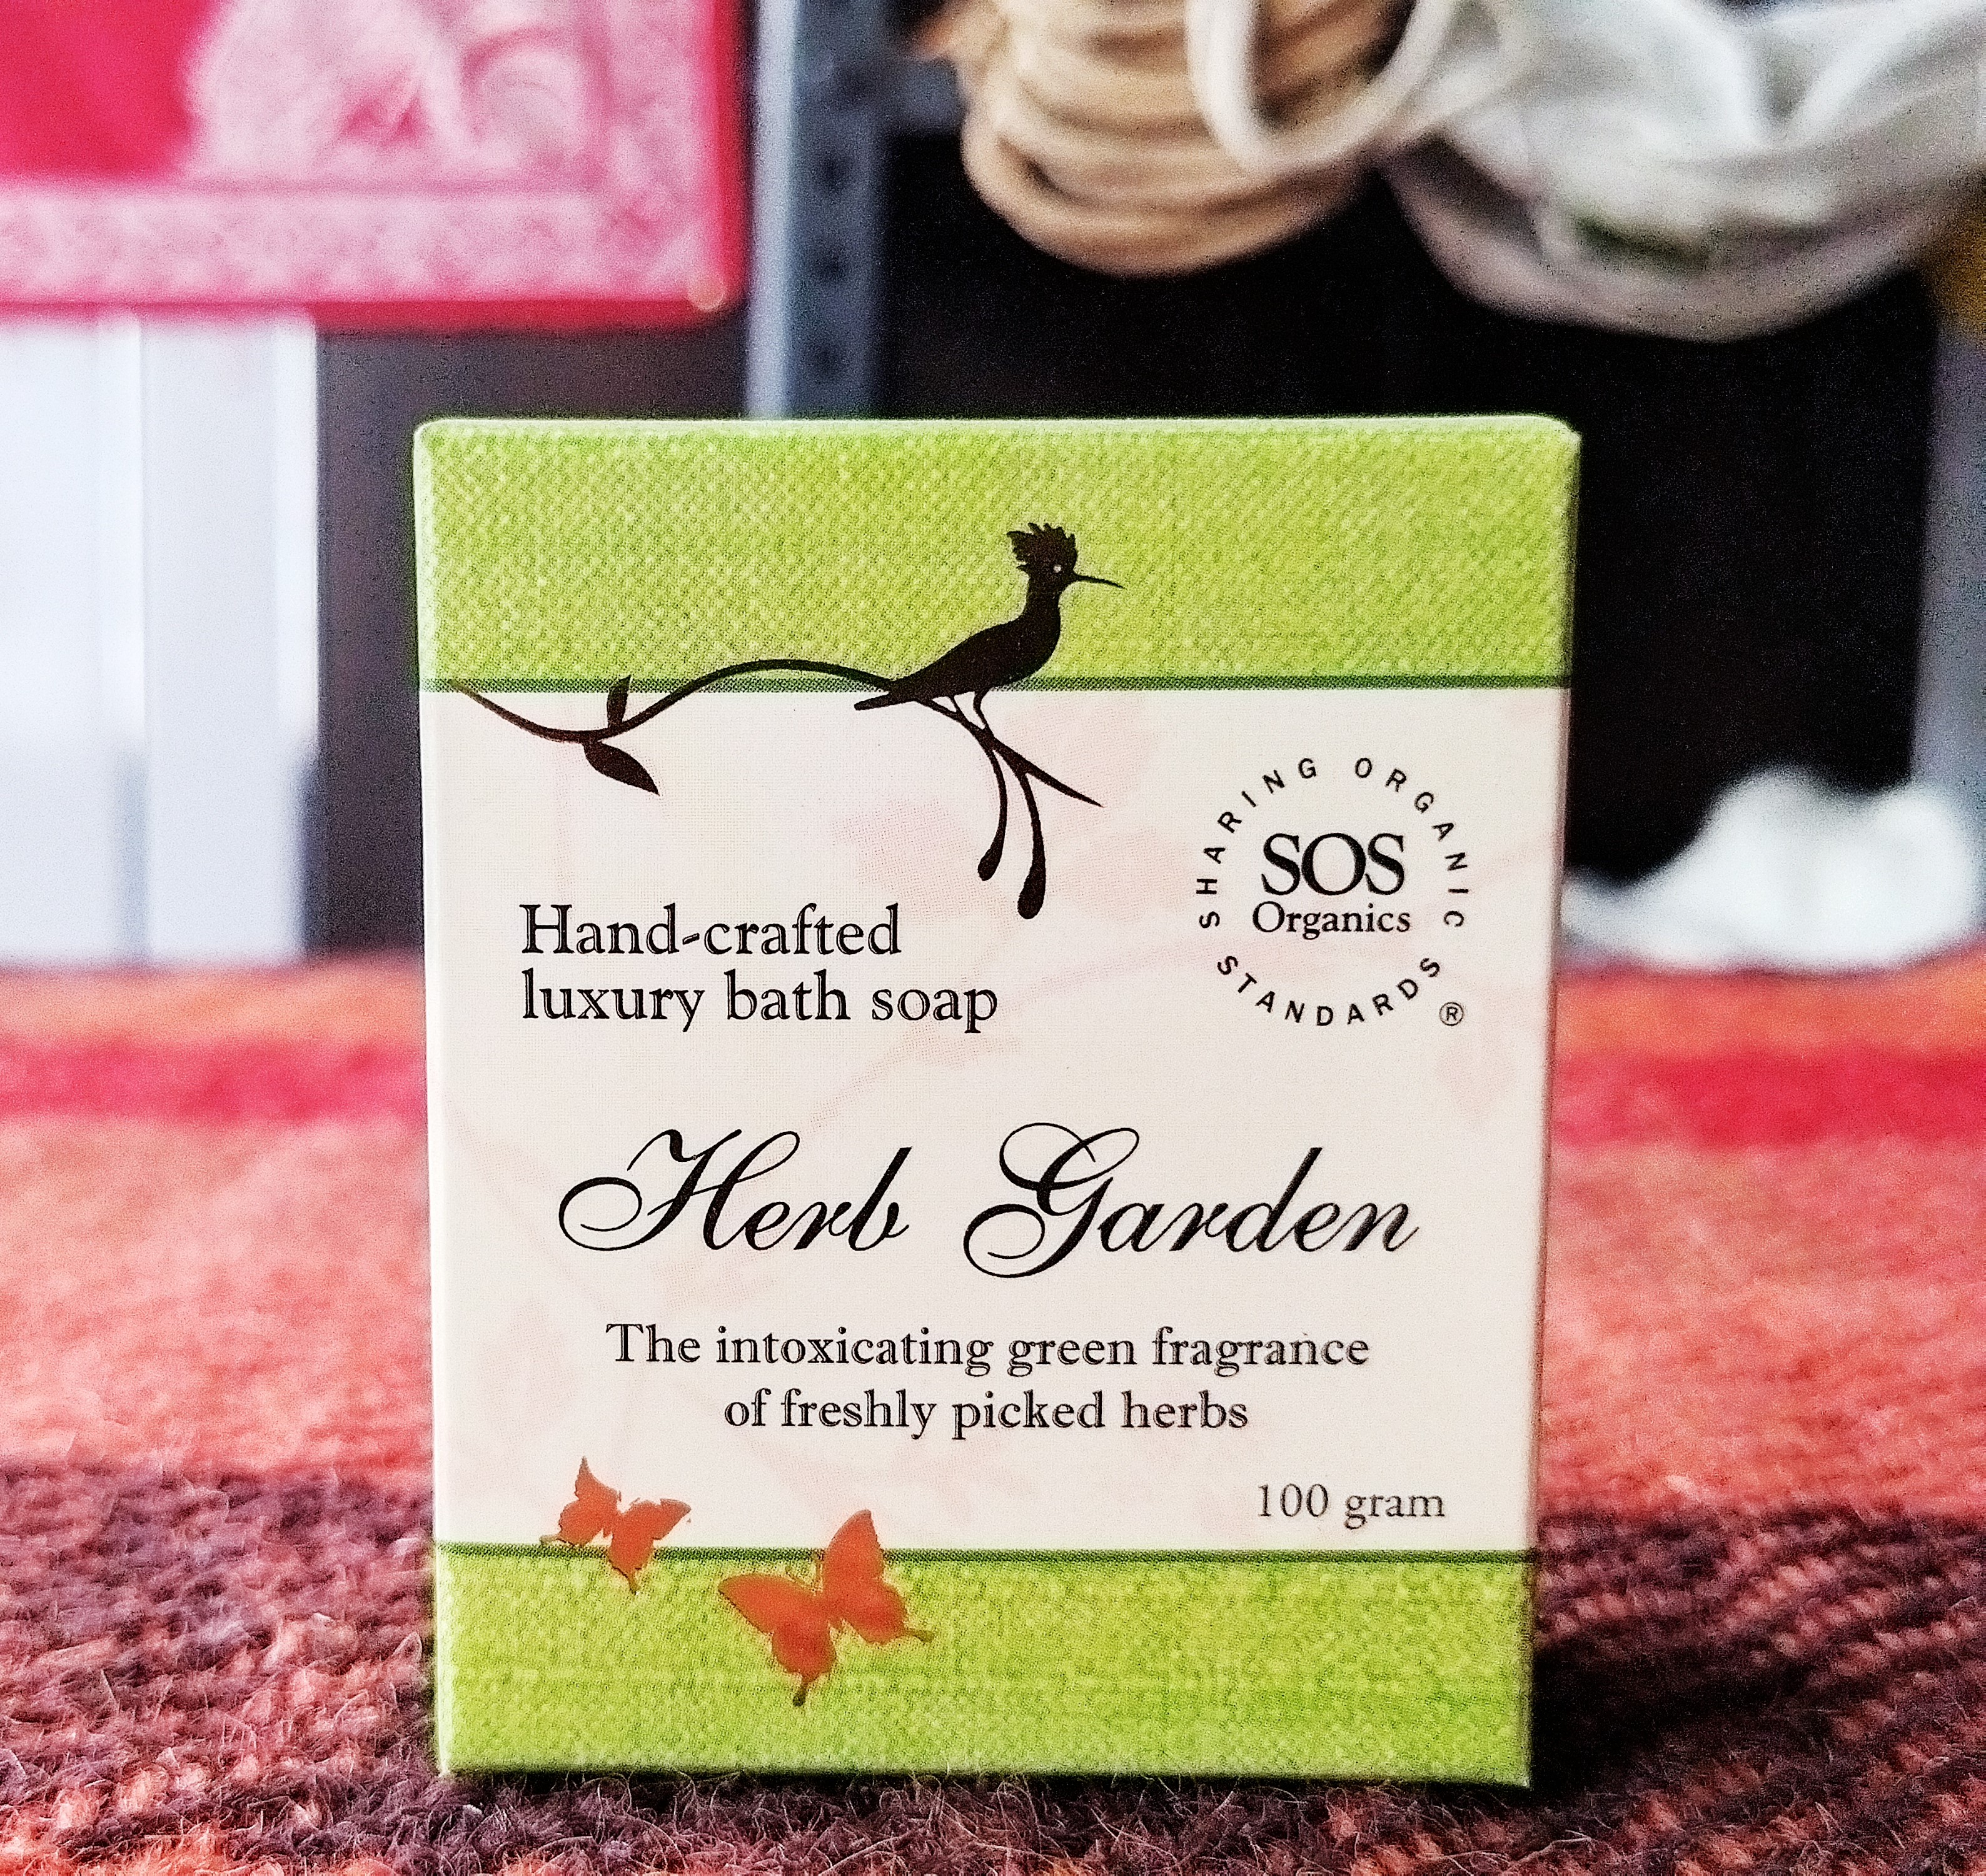 SHARING ORGANIC STANDARDS
SOS
Organics
®
Hand-crafted
luxury bath soap
Herb Garden
The intoxicating green fragrance
of freshly picked herbs
100 gram